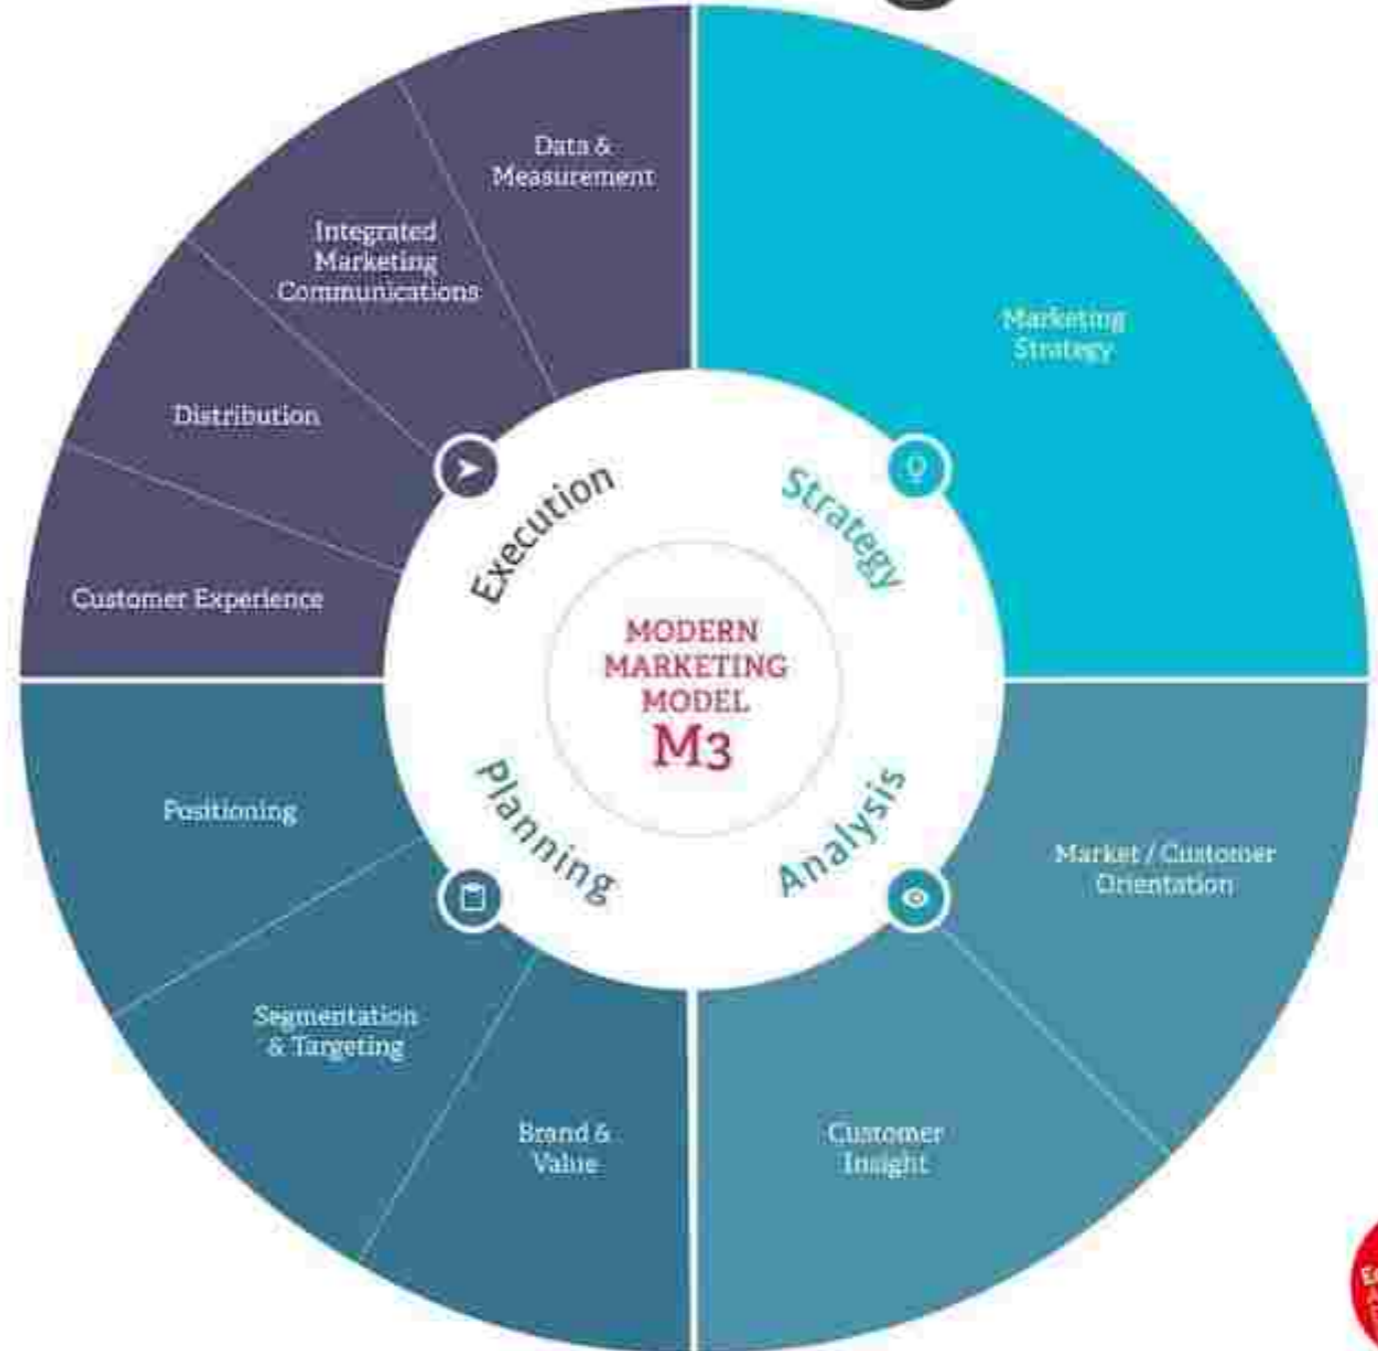 Data &
Measurement
Integrated
Marketing
Communications
Distribution
Customer Experience
Marketing
Strategy
Execution
Strategy
MODERN
MARKETING
MODEL
M3
Planning
Analysis
Positioning
Segmentation
& Targeting
Brand &
Value
Market / Customer
Orientation
Customer
Insight